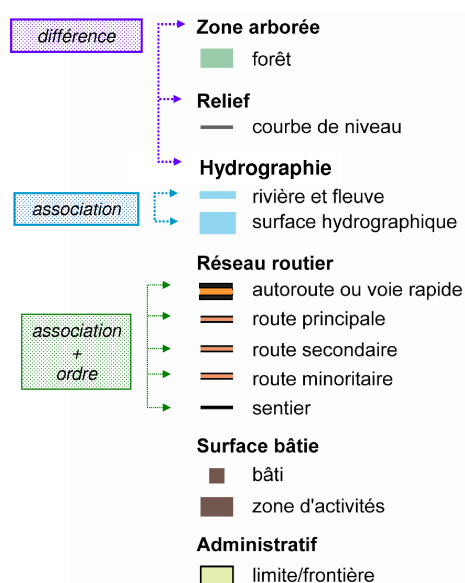 différence
Zone arborée
forêt
Relief
courbe de niveau
Hydrographie
association
rivière et fleuve
surface hydrographique
Réseau routier
autoroute ou voie rapide
route principale
association
+
ordre
route secondaire
route minoritaire
sentier
Surface bâtie
bâti
zone d'activités
Administratif
limite/frontière